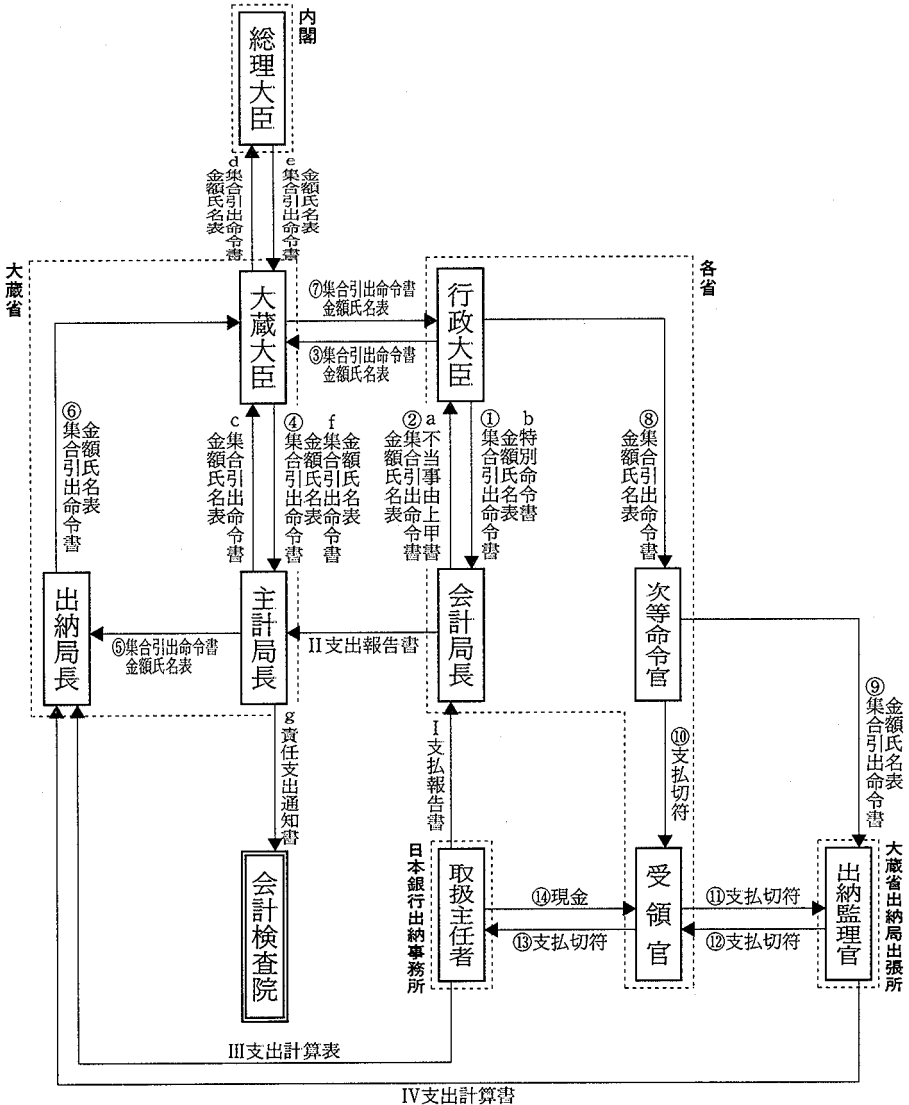 内閣
総理大臣
d集合引出命令書
金額氏名表
金額氏名表
e集合引出命令書
大蔵省
各省
大蔵大臣
⑦集合引出命令書
金額氏名表
③集合引出命令書
金額氏名表
行政大臣
金額氏名表
⑥集合引出命令書
c集合引出命令書
金額氏名表
金額氏名表
f集合引出命令書
金額氏名表
④集合引出命令書
a不当事由上甲書
②集合引出命令書
金額氏名表
b特別命令書
金額氏名表
①集合引出命令書
⑧集合引出命令書
金額氏名表
出納局長
⑤集合引出命令書
金額氏名表
主計局長
II支出報告書
会計局長
次等命令官
g責任支出通知書
I支払報告書
⑩支払切符
金額氏名表
⑨集合引出命令書
会計検査院
日本銀行出納事務所
取扱主任者
⑭現金
⑬支払切符
受領官
⑪支払切符
⑫支払切符
出納監理官
大蔵省出納局出張所
III支出計算表
IV支出計算書